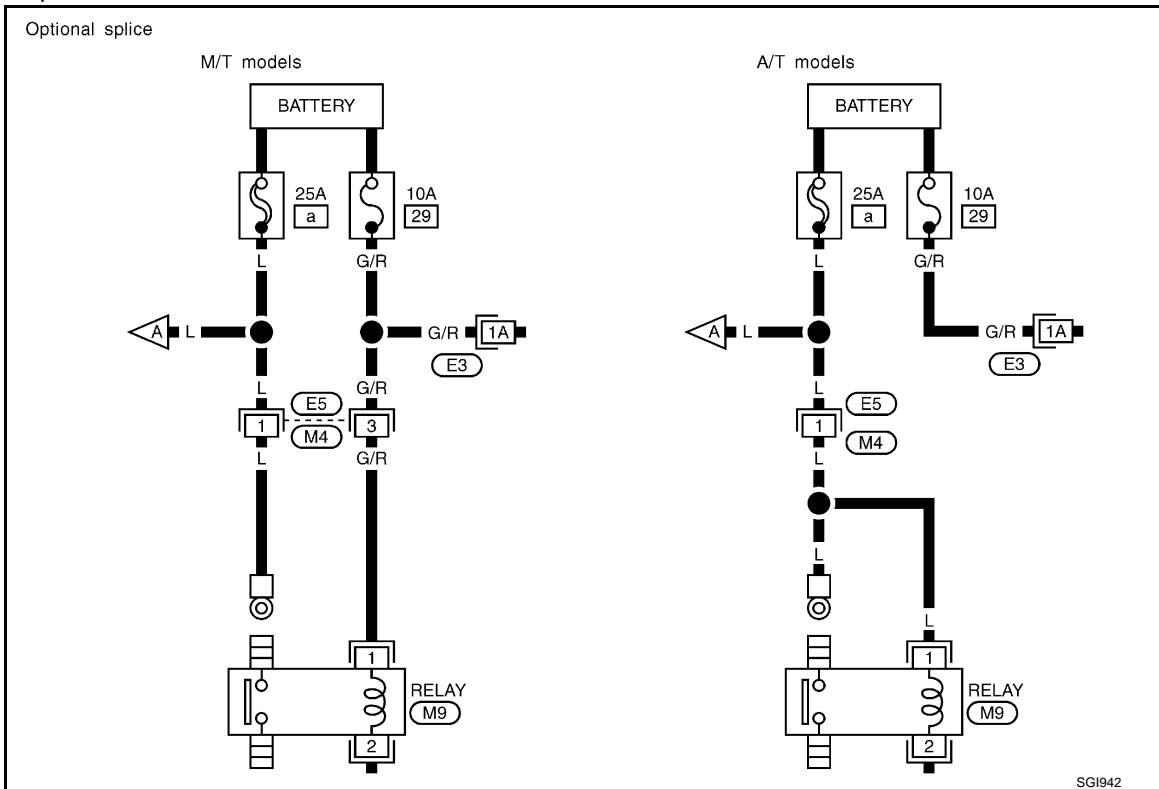 Optional splice
M/T models
BATTERY
25A
a
10A
29
L
G/R
A
L
G/R
1A
E3
L
G/R
E5
1
3
M4
L
G/R
1
RELAY
M9
2
A/T models
BATTERY
25A
a
10A
29
L
G/R
A
L
G/R
1A
E3
L
E5
1
M4
L
L
L
1
RELAY
M9
2
SGI942